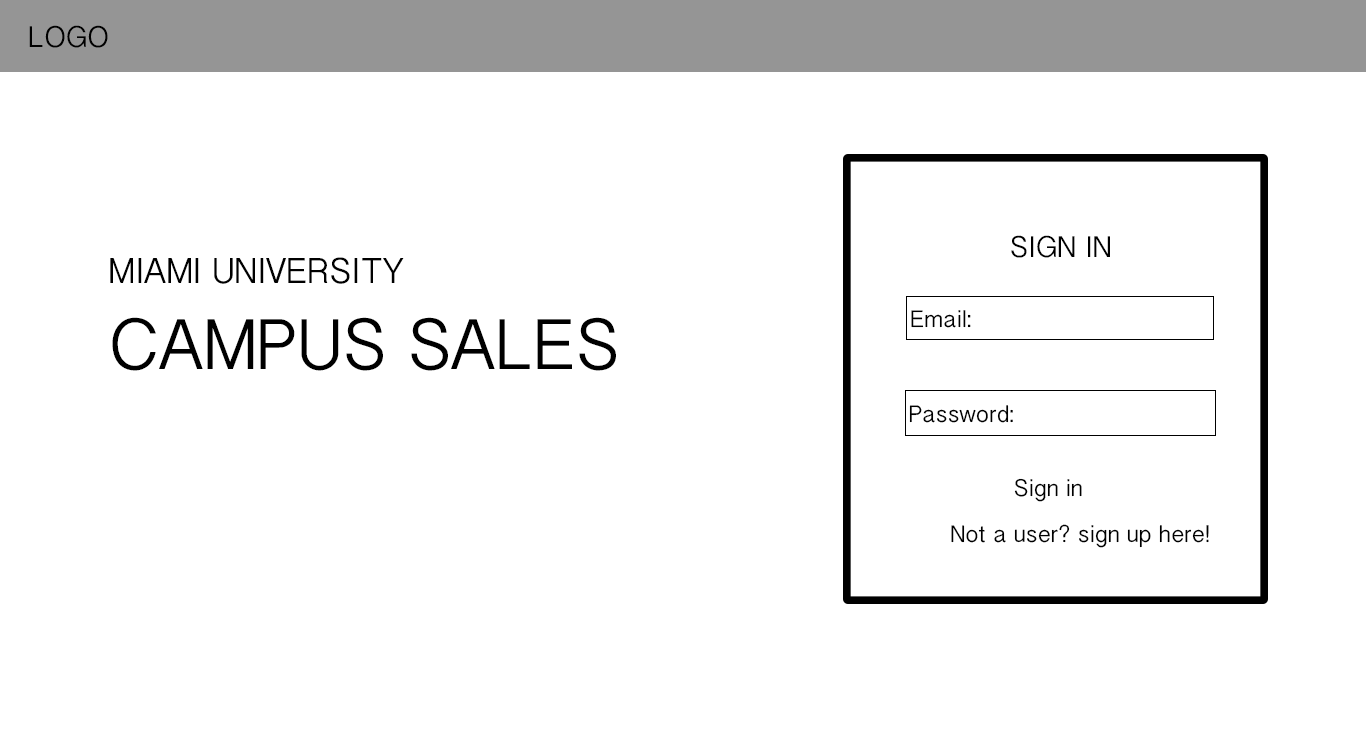 LOGO
MIAMI UNIVERSITY
CAMPUS SALES
SIGN IN
Email:
Password:
Sign in
Not a user? sign up here!